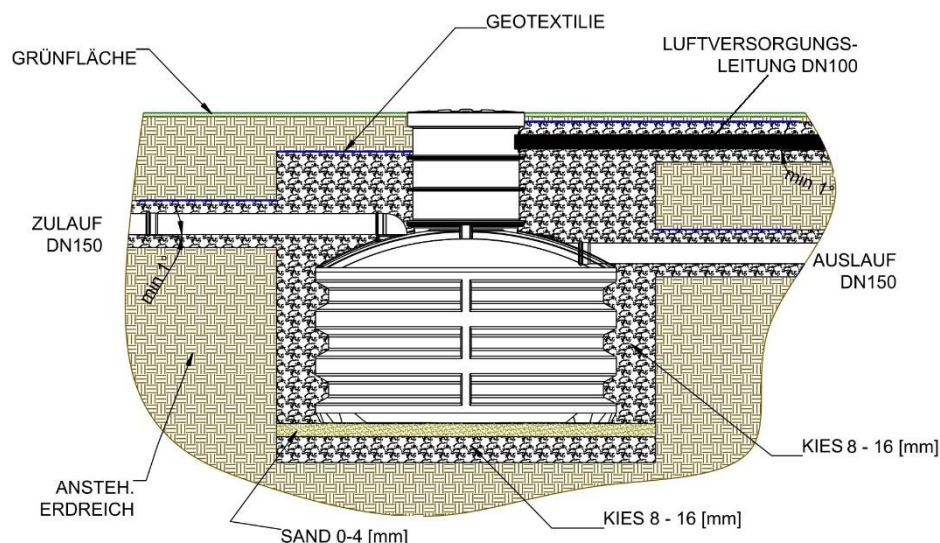 GEOTEXTILIE
LUFTVERSORGUNGS-
LEITUNG DN100
GRÜNFLÄCHE
min 1°
ZULAUF
DN150
min 1°
AUSLAUF
DN150
KIES 8 - 16 [mm]
ANSTEH.
ERDREICH
KIES 8 - 16 [mm]
SAND 0-4 [mm]